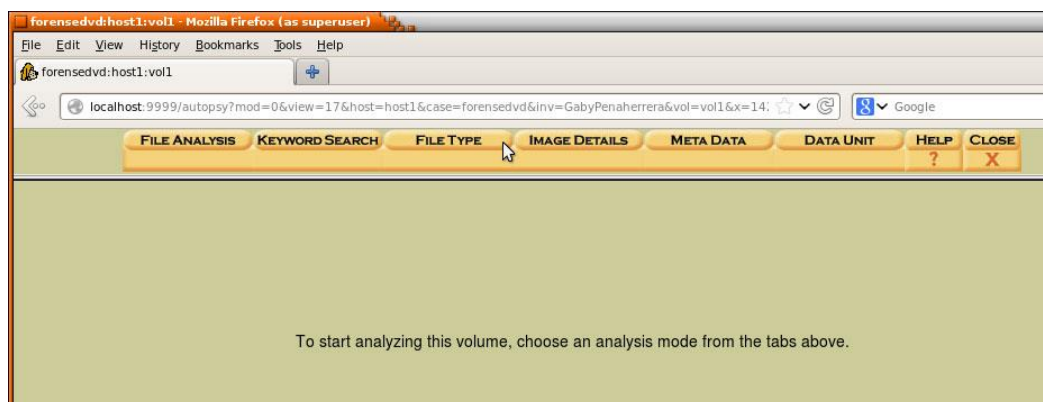 forensedvd:host1:vol1 - Mozilla Firefox (as superuser)
File Edit View History Bookmarks Tools Help
forensedvd:host1:vol1
localhost:9999/autopsy?mod=0&view=17&host=host1&case=forensedvd&inv=GabyPenaherrera&vol=vol1&x=14
Google
FILE ANALYSIS KEYWORD SEARCH FILE TYPE IMAGE DETAILS META DATA DATA UNIT HELP CLOSE
? X
To start analyzing this volume, choose an analysis mode from the tabs above.